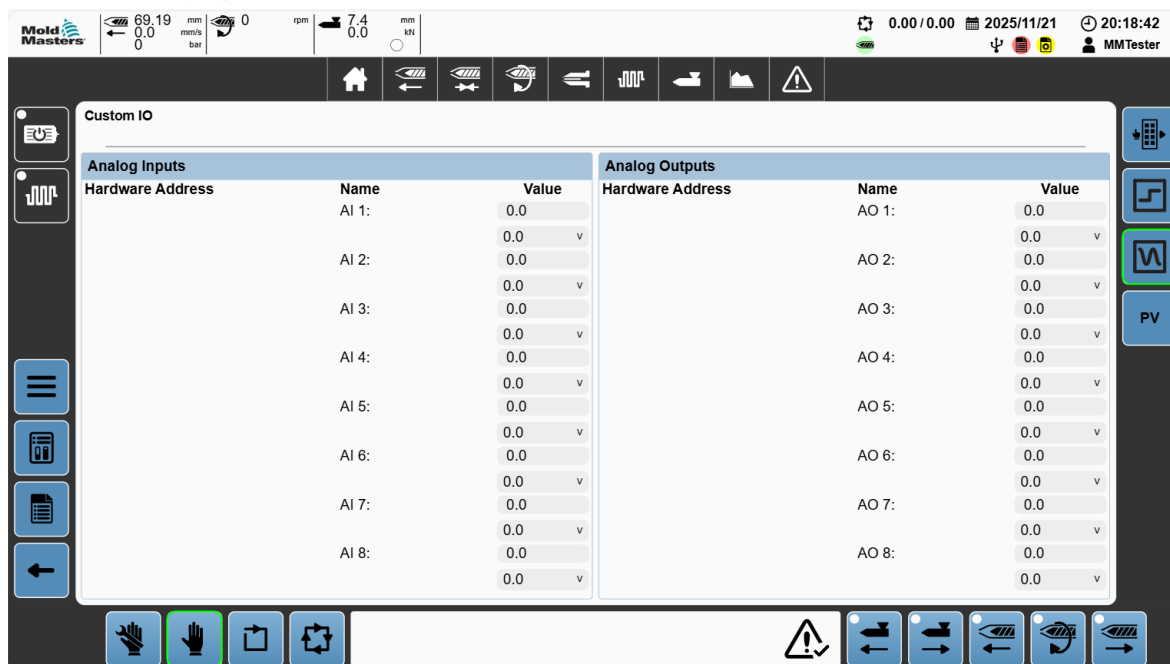 Mold Masters
69.19 mm 0 rpm 7.4 mm
0.0 mm/s 0.0 kN
0 bar
0.00 / 0.00 2025/11/21 20:18:42
MMTester
Custom IO
Analog Inputs
Hardware Address Name Value
AI 1: 0.0
0.0 v
AI 2: 0.0
0.0 v
AI 3: 0.0
0.0 v
AI 4: 0.0
0.0 v
AI 5: 0.0
0.0 v
AI 6: 0.0
0.0 v
AI 7: 0.0
0.0 v
AI 8: 0.0
0.0 v
Analog Outputs
Hardware Address Name Value
AO 1: 0.0
0.0 v
AO 2: 0.0
0.0 v
AO 3: 0.0
0.0 v
AO 4: 0.0
0.0 v
AO 5: 0.0
0.0 v
AO 6: 0.0
0.0 v
AO 7: 0.0
0.0 v
AO 8: 0.0
0.0 v
PV